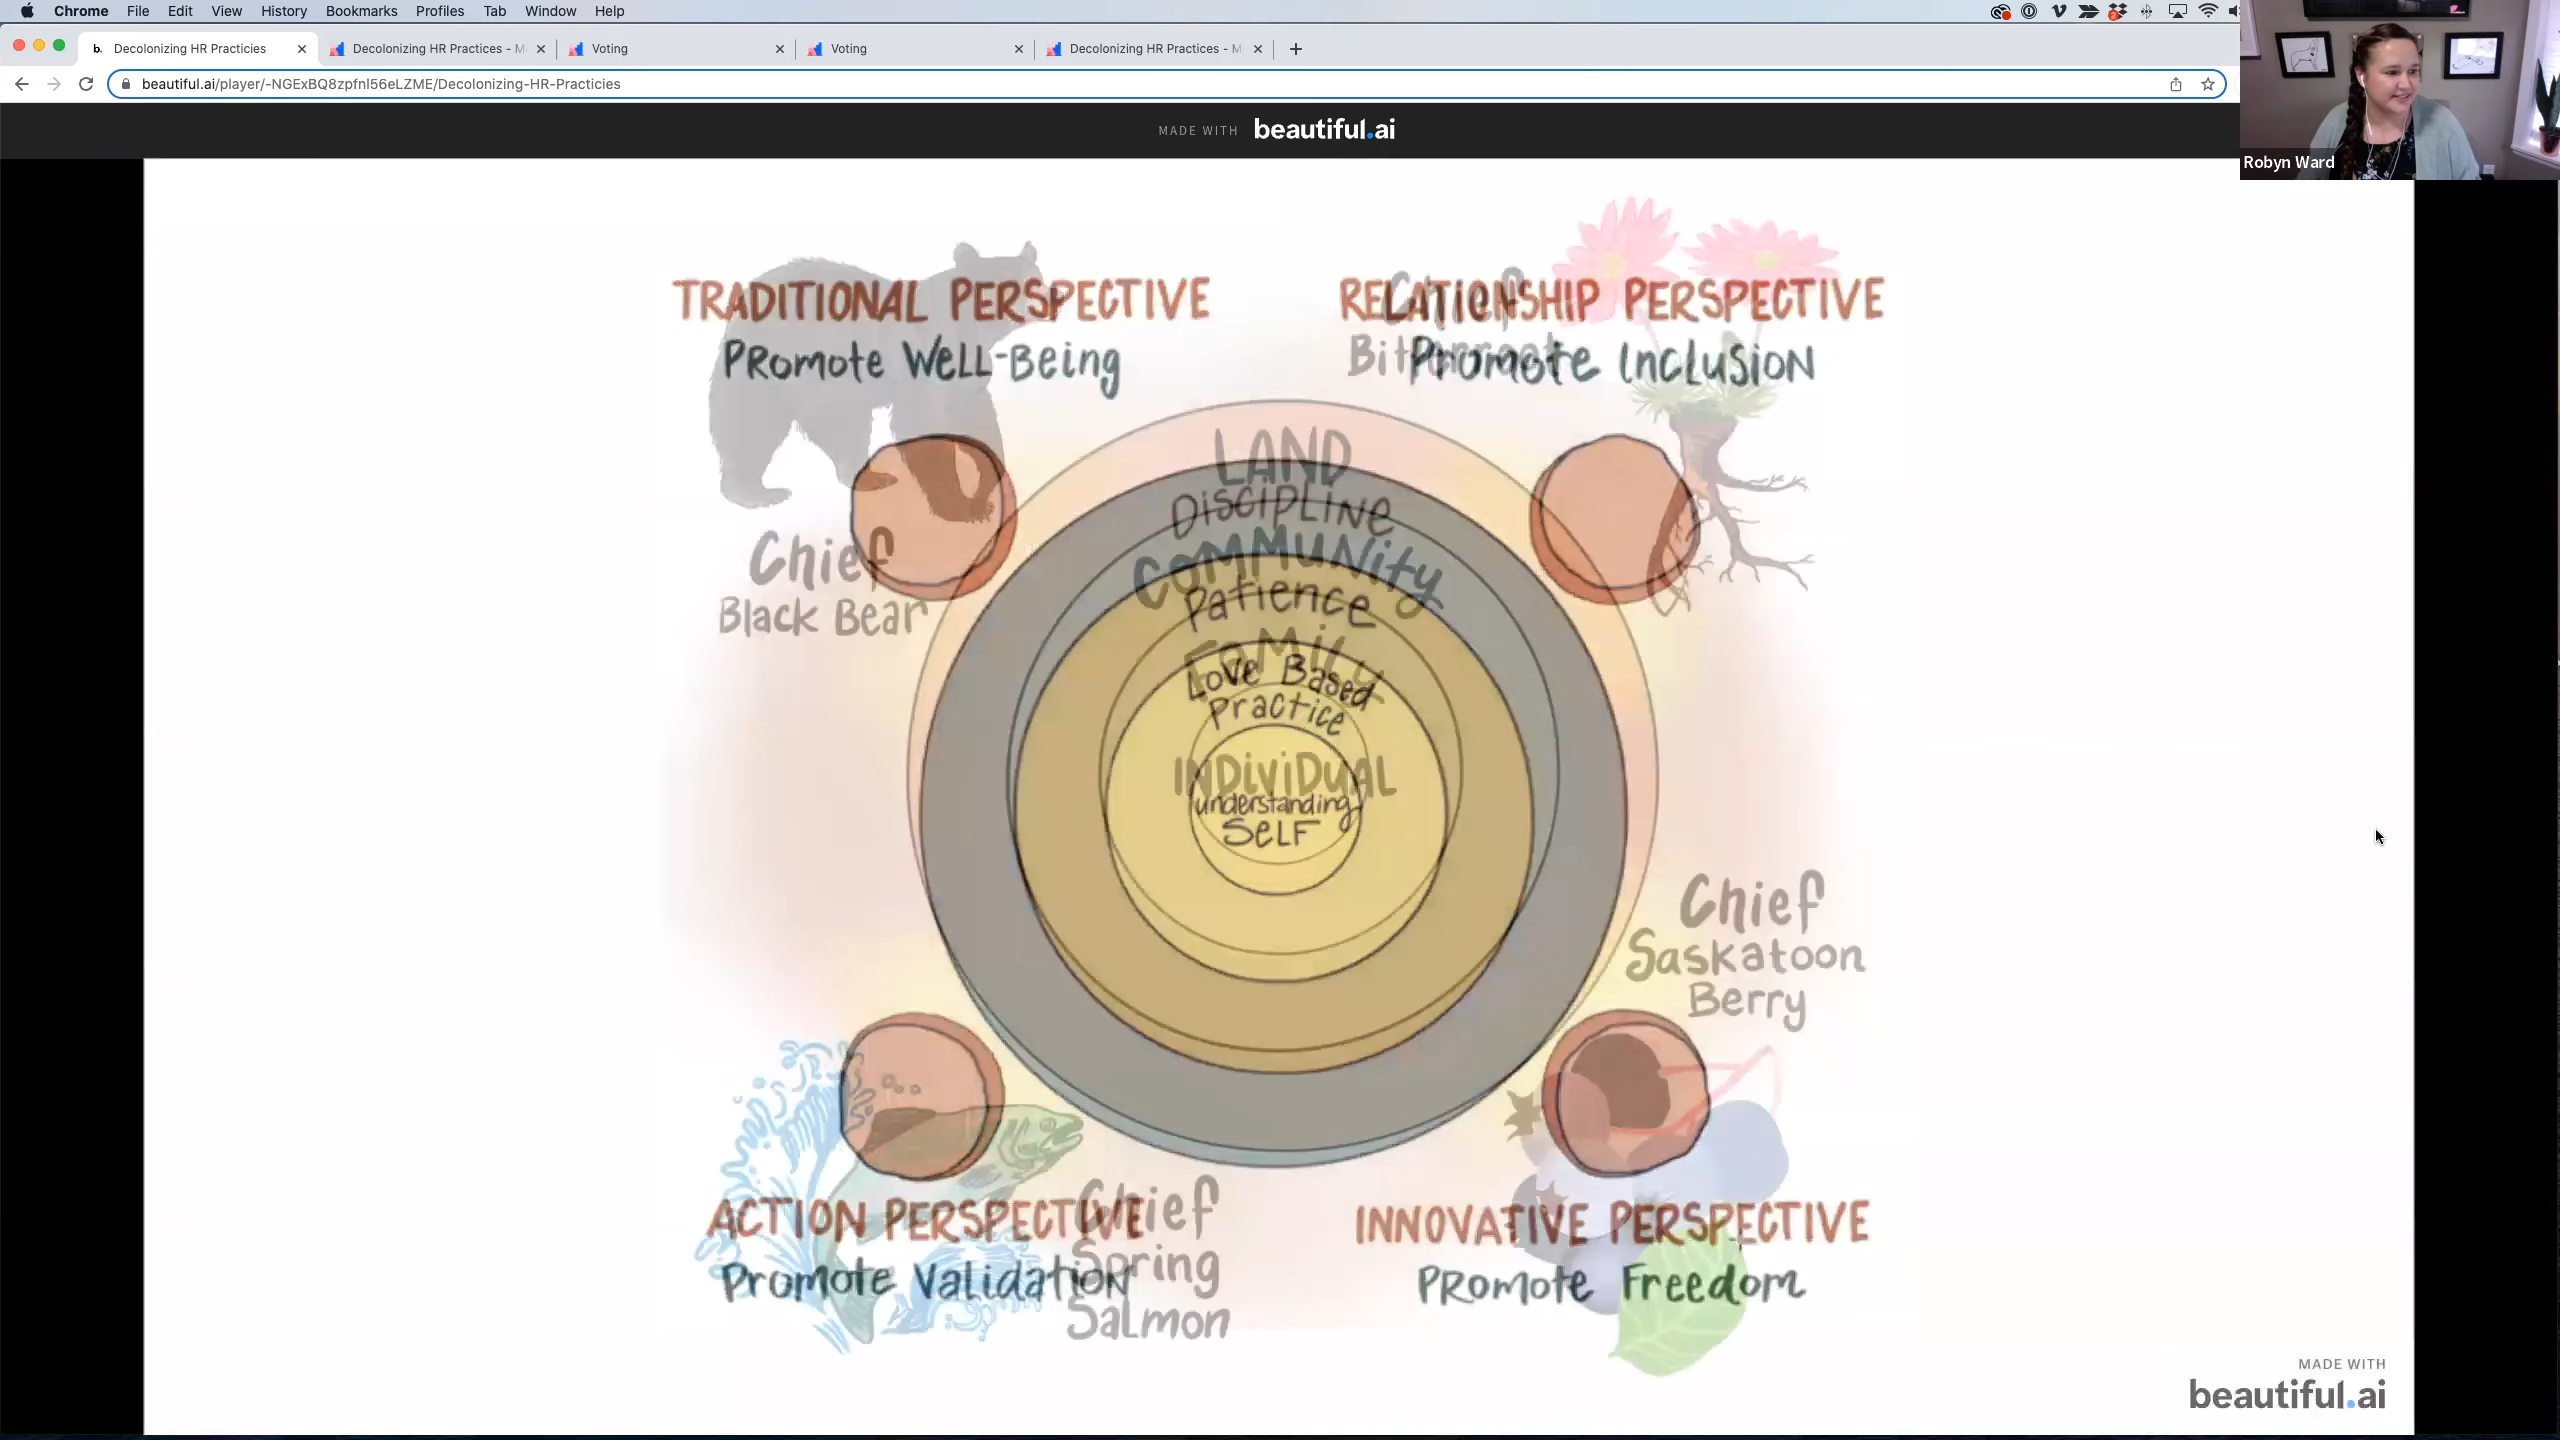 Chrome File Edit View History Bookmarks Profiles Tab Window Help
b. Decolonizing HR Practicies
Decolonizing HR Practices - M
Voting
Voting
Decolonizing HR Practices - M
beautiful.ai/player/-NGExBQ8zpfnl56eLZME/Decolonizing-HR-Practicies
MADE WITH beautiful.ai
Robyn Ward
TRADITIONAL PERSPECTIVE
Promote Well-Being
RELATIONSHIP PERSPECTIVE
Promote Inclusion
Chief
Chief
Black Bear
LAND
Discipline
Community
Patience
Family
Love Based
Practice
INDIVIDUAL
understanding
SELF
Chief
Saskatoon
Berry
ACTION PERSPECTIVE
Promote Validation
Chief
Spring
Salmon
INNOVATIVE PERSPECTIVE
Promote Freedom
MADE WITH
beautiful.ai